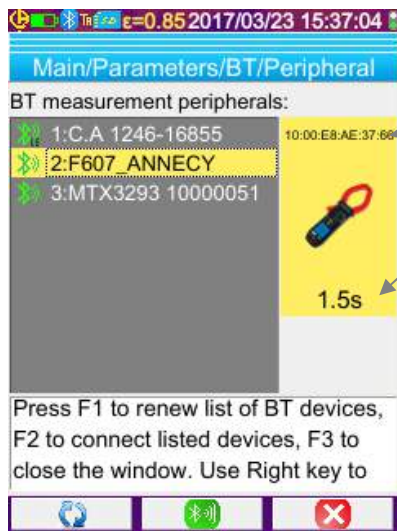 ε=0.85 2017/03/23 15:37:04
Main/Parameters/BT/Peripheral
BT measurement peripherals:
1:C.A 1246-16855
10:00:E8:AE:37:68
2:F607_ANNECY
3:MTX3293 10000051
1.5s
Press F1 to renew list of BT devices,
F2 to connect listed devices, F3 to
close the window. Use Right key to